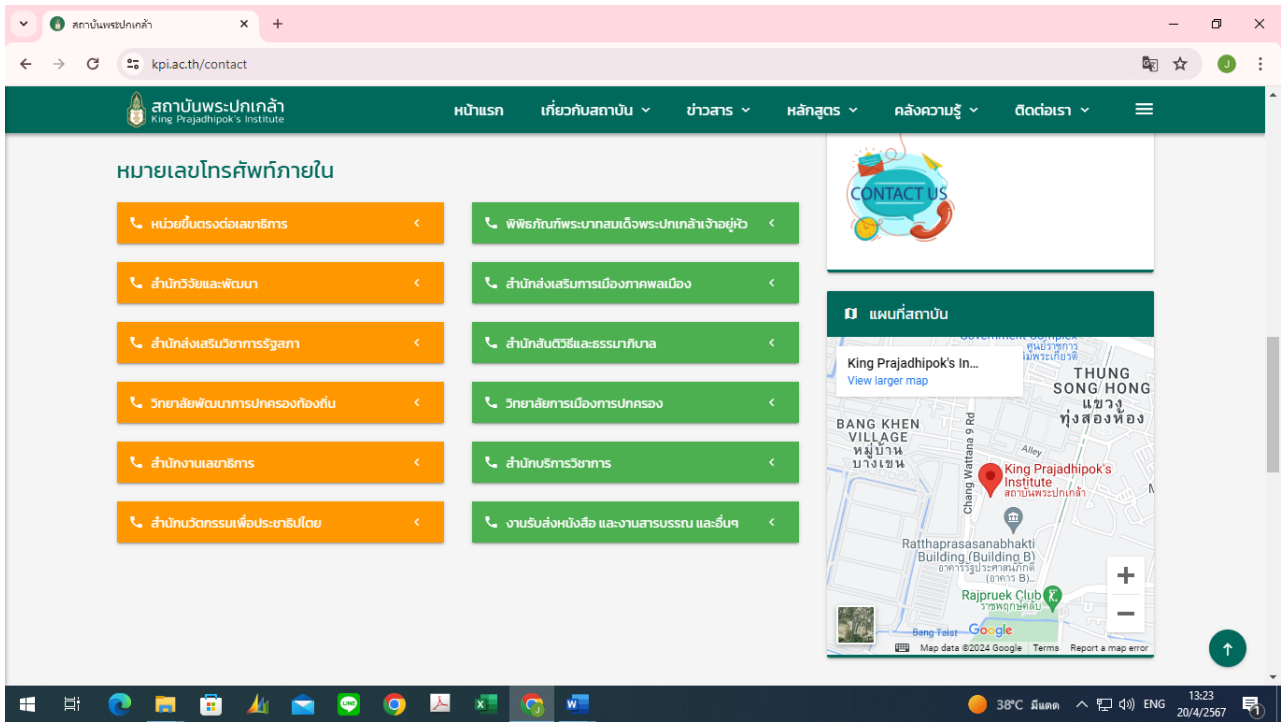 สถาบันพระปกเกล้า
kpi.ac.th/contact
J
สถาบันพระปกเกล้า
King Prajadhipok's Institute
หน้าแรก เกี่ยวกับสถาบัน ข่าวสาร หลักสูตร คลังความรู้ ติดต่อเรา
หมายเลขโทรศัพท์ภายใน
หน่วยขึ้นตรงต่อเลขาธิการ
พิพิธภัณฑ์พระบาทสมเด็จพระปกเกล้าเจ้าอยู่หัว
สำนักวิจัยและพัฒนา
สำนักส่งเสริมการเมืองภาคพลเมือง
สำนักส่งเสริมวิชาการรัฐสภา
สำนักสันติวิธีและธรรมาภิบาล
วิทยาลัยพัฒนาการปกครองท้องถิ่น
วิทยาลัยการเมืองการปกครอง
สำนักงานเลขาธิการ
สำนักบริการวิชาการ
สำนักนวัตกรรมเพื่อประชาธิปไตย
งานรับส่งหนังสือ และงานสารบรรณ และอื่นๆ
CONTACT US
แผนที่สถาบัน
King Prajadhipok's In...
View larger map
THUNG
SONG HONG
แขวง
ทุ่งสองห้อง
BANG KHEN
VILLAGE
หมู่บ้าน
บางเขน
Chang Wattana 9 Rd
Alley
King Prajadhipok's
Institute
สถาบันพระปกเกล้า
Ratthaprasasanabhakti
Building (Building B)
อาคารรัฐประศาสนภักดี
(อาคาร B)...
Rajpruek Club
ราชพฤกษ์คลับ
Bang Talat
Google
Map data ©2024 Google Terms Report a map error
38°C มีแดด
ENG
13:23
20/4/2567